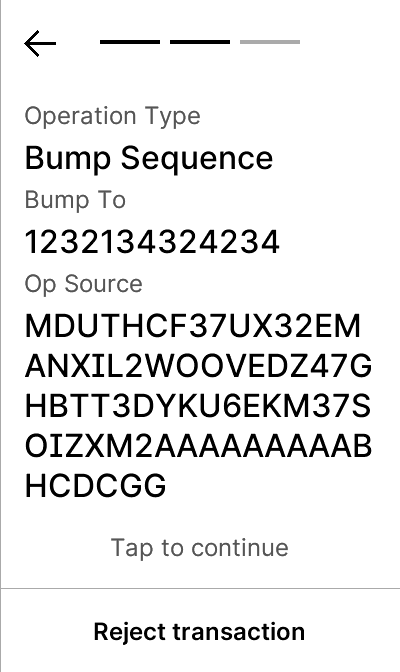 Operation Type
Bump Sequence
Bump To
1232134324234
Op Source
MDUTHCF37UX32EM
ANXIL2WOOVEDZ47G
HBTT3DYKU6EKM37S
OIZXM2AAAAAAAAAB
HCDCGG
Tap to continue
Reject transaction